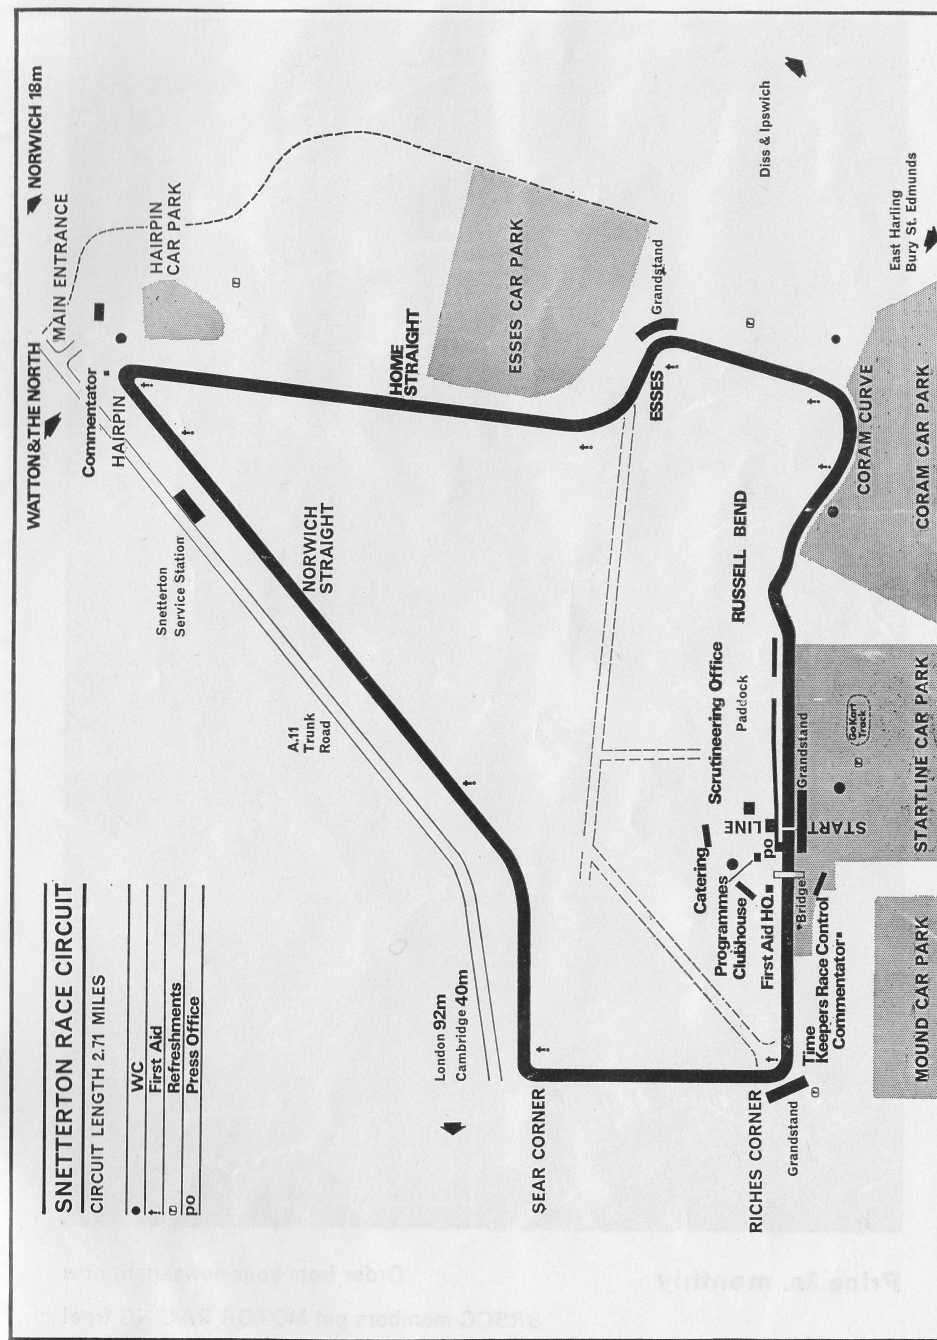 SNETTERTON RACE CIRCUIT
CIRCUIT LENGTH 2.71 MILES
WC
First Aid
Refreshments
po Press Office
WATTON&THE NORTH
NORWICH 18m
MAIN ENTRANCE
Commentator
HAIRPIN
HAIRPIN
CAR PARK
Snetterton
Service Station
A.11
Trunk
Road
NORWICH
STRAIGHT
HOME
STRAIGHT
ESSES CAR PARK
Grandstand
ESSES
Diss & Ipswich
East Harling
Bury St. Edmunds
London 92m
Cambridge 40m
SEAR CORNER
RICHES CORNER
Grandstand
Catering
Programmes
Clubhouse
First Aid HQ.
po
LINE
START
Scrutineering Office
Paddock
RUSSELL BEND
CORAM CURVE
CORAM CAR PARK
Grandstand
GoKart
Track
STARTLINE CAR PARK
Bridge
Time
Keepers Race Control
Commentator
MOUND CAR PARK
Price 3s. monthly
Order from your newsagent now
BRSCC members get MOTOR RACING free!